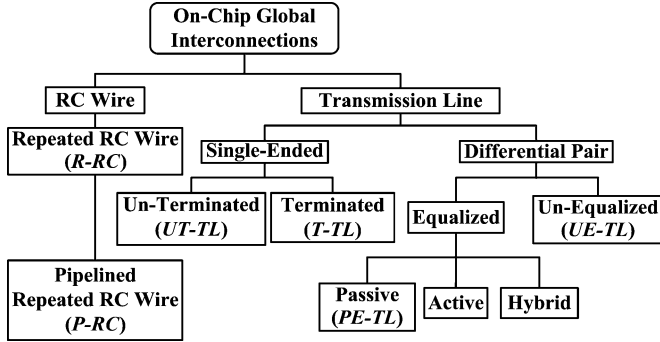 On-Chip Global
Interconnections
RC Wire
Transmission Line
Repeated RC Wire
(R-RC)
Single-Ended
Differential Pair
Un-Terminated
(UT-TL)
Terminated
(T-TL)
Equalized
Un-Equalized
(UE-TL)
Pipelined
Repeated RC Wire
(P-RC)
Passive
(PE-TL)
Active
Hybrid